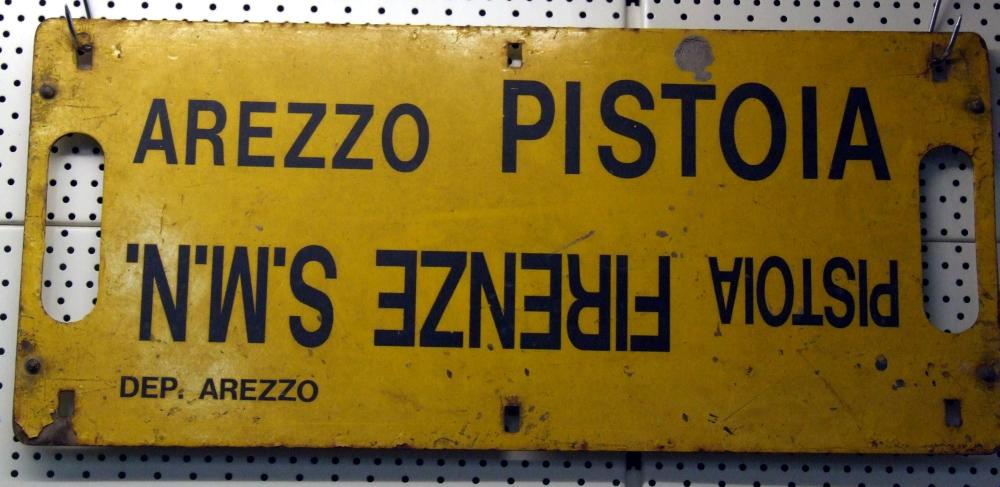 AREZZO PISTOIA
PISTOIA FIRENZE S.M.N.
DEP. AREZZO